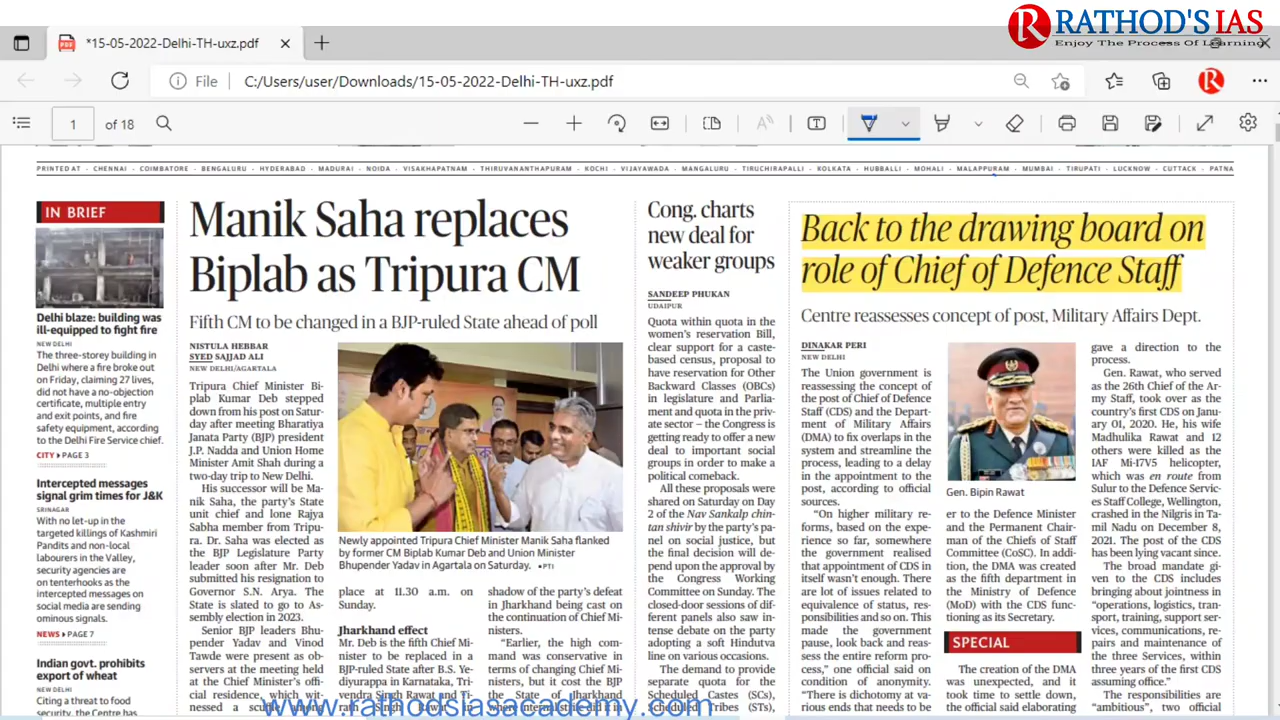 RATHOD'S IAS
Enjoy The Process Of Learning
*15-05-2022-Delhi-TH-uxz.pdf
File
C:/Users/user/Downloads/15-05-2022-Delhi-TH-uxz.pdf
1
of 18
PRINTED AT - CHENNAI - COIMBATORE - BENGALURU - HYDERABAD - MADURAI - NOIDA - VISAKHAPATNAM - THIRUVANANTHAPURAM - KOCHI - VIJAYAWADA - MANGALURU - TIRUCHIRAPALLI - KOLKATA - HUBBALLI - MOHALI - MALAPPURAM - MUMBAI - TIRUPATI - LUCKNOW - CUTTACK - PATNA
IN BRIEF
Delhi blaze: building was
ill-equipped to fight fire
NEW DELHI
The three-storey building in
Delhi where a fire broke out
on Friday, claiming 27 lives,
did not have a no-objection
certificate, multiple entry
and exit points, and fire
safety equipment, according
to the Delhi Fire Service chief.
CITY PAGE 3
Intercepted messages
signal grim times for J&K
SRINAGAR
With no let-up in the
targeted killings of Kashmiri
Pandits and non-local
labourers in the Valley,
security agencies are
on tenterhooks as the
intercepted messages on
social media are sending
ominous signals.
NEWS PAGE 7
Indian govt. prohibits
export of wheat
NEW DELHI
Citing a threat to food
security, the Centre has
Manik Saha replaces
Biplab as Tripura CM
Fifth CM to be changed in a BJP-ruled State ahead of poll
NISTULA HEBBAR
SYED SAJJAD ALI
NEW DELHI/AGARTALA
Tripura Chief Minister Bi-
plab Kumar Deb stepped
down from his post on Satur-
day after meeting Bharatiya
Janata Party (BJP) president
J.P. Nadda and Union Home
Minister Amit Shah during a
two-day trip to New Delhi.
His successor will be Ma-
nik Saha, the party's State
unit chief and lone Rajya
Sabha member from Tripu-
ra. Dr. Saha was elected as
the BJP Legislature Party
leader soon after Mr. Deb
submitted his resignation to
Governor S.N. Arya. The
State is slated to go to As-
sembly election in 2023.
Senior BJP leaders Bhu-
pender Yadav and Vinod
Tawde were present as ob-
servers at the meeting held
at the Chief Minister's offi-
cial residence, which wit-
nessed a scuffle among
Newly appointed Tripura Chief Minister Manik Saha flanked
by former CM Biplab Kumar Deb and Union Minister
Bhupender Yadav in Agartala on Saturday. •PTI
place at 11.30 a.m. on
Sunday.
Jharkhand effect
Mr. Deb is the fifth Chief Mi-
nister to be replaced in a
BJP-ruled State after B.S. Ye-
diyurappa in Karnataka, Tri-
vendra Singh Rawat and Ti-
rath Singh Rawat in
shadow of the party's defeat
in Jharkhand being cast on
the continuation of Chief Mi-
nisters.
"Earlier, the high com-
mand was conservative in
terms of changing Chief Mi-
nisters, but it cost the BJP
the State of Jharkhand
where internal strife did it in
Cong. charts
new deal for
weaker groups
SANDEEP PHUKAN
UDAIPUR
Quota within quota in the
women's reservation Bill,
clear support for a caste-
based census, proposal to
have reservation for Other
Backward Classes (OBCs)
in legislature and Parlia-
ment and quota in the priv-
ate sector – the Congress is
getting ready to offer a new
deal to important social
groups in order to make a
political comeback.
All these proposals were
shared on Saturday on Day
2 of the Nav Sankalp chin-
tan shivir by the party's pa-
nel on social justice, but
the final decision will de-
pend upon the approval by
the Congress Working
Committee on Sunday. The
closed-door sessions of dif-
ferent panels also saw in-
tense debate on the party
adopting a soft Hindutva
line on various occasions.
The demand to provide
separate quota for the
Scheduled Castes (SCs),
Scheduled Tribes (STs),
Back to the drawing board on
role of Chief of Defence Staff
Centre reassesses concept of post, Military Affairs Dept.
DINAKAR PERI
NEW DELHI
The Union government is
reassessing the concept of
the post of Chief of Defence
Staff (CDS) and the Depart-
ment of Military Affairs
(DMA) to fix overlaps in the
system and streamline the
process, leading to a delay
in the appointment to the
post, according to official
sources.
"On higher military re-
forms, based on the expe-
rience so far, somewhere
the government realised
that appointment of CDS in
itself wasn't enough. There
are lot of issues related to
equivalence of status, res-
ponsibilities and so on. This
made the government
pause, look back and reas-
sess the entire reform pro-
cess," one official said on
condition of anonymity.
"There is dichotomy at va-
rious ends that needs to be
Gen. Bipin Rawat
er to the Defence Minister
and the Permanent Chair-
man of the Chiefs of Staff
Committee (CoSC). In addi-
tion, the DMA was created
as the fifth department in
the Ministry of Defence
(MoD) with the CDS func-
tioning as its Secretary.
SPECIAL
The creation of the DMA
was unexpected, and it
took time to settle down,
the official said elaborating
gave a direction to the
process.
Gen. Rawat, who served
as the 26th Chief of the Ar-
my Staff, took over as the
country's first CDS on Janu-
ary 01, 2020. He, his wife
Madhulika Rawat and 12
others were killed as the
IAF Mi-17V5 helicopter,
which was en route from
Sulur to the Defence Servic-
es Staff College, Wellington,
crashed in the Nilgris in Ta-
mil Nadu on December 8,
2021. The post of the CDS
has been lying vacant since.
The broad mandate gi-
ven to the CDS includes
bringing about jointness in
"operations, logistics, tran-
sport, training, support ser-
vices, communications, re-
pairs and maintenance of
the three Services, within
three years of the first CDS
assuming office."
The responsibilities are
"ambitious", two official
www.rathodsiasacademy.com